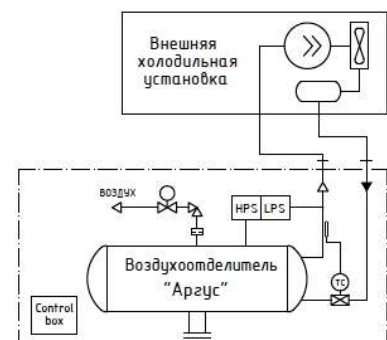 Внешняя
холодильная
установка
воздух
HPS LPS
Воздухоотделитель
"Аргус"
TC
Control
box